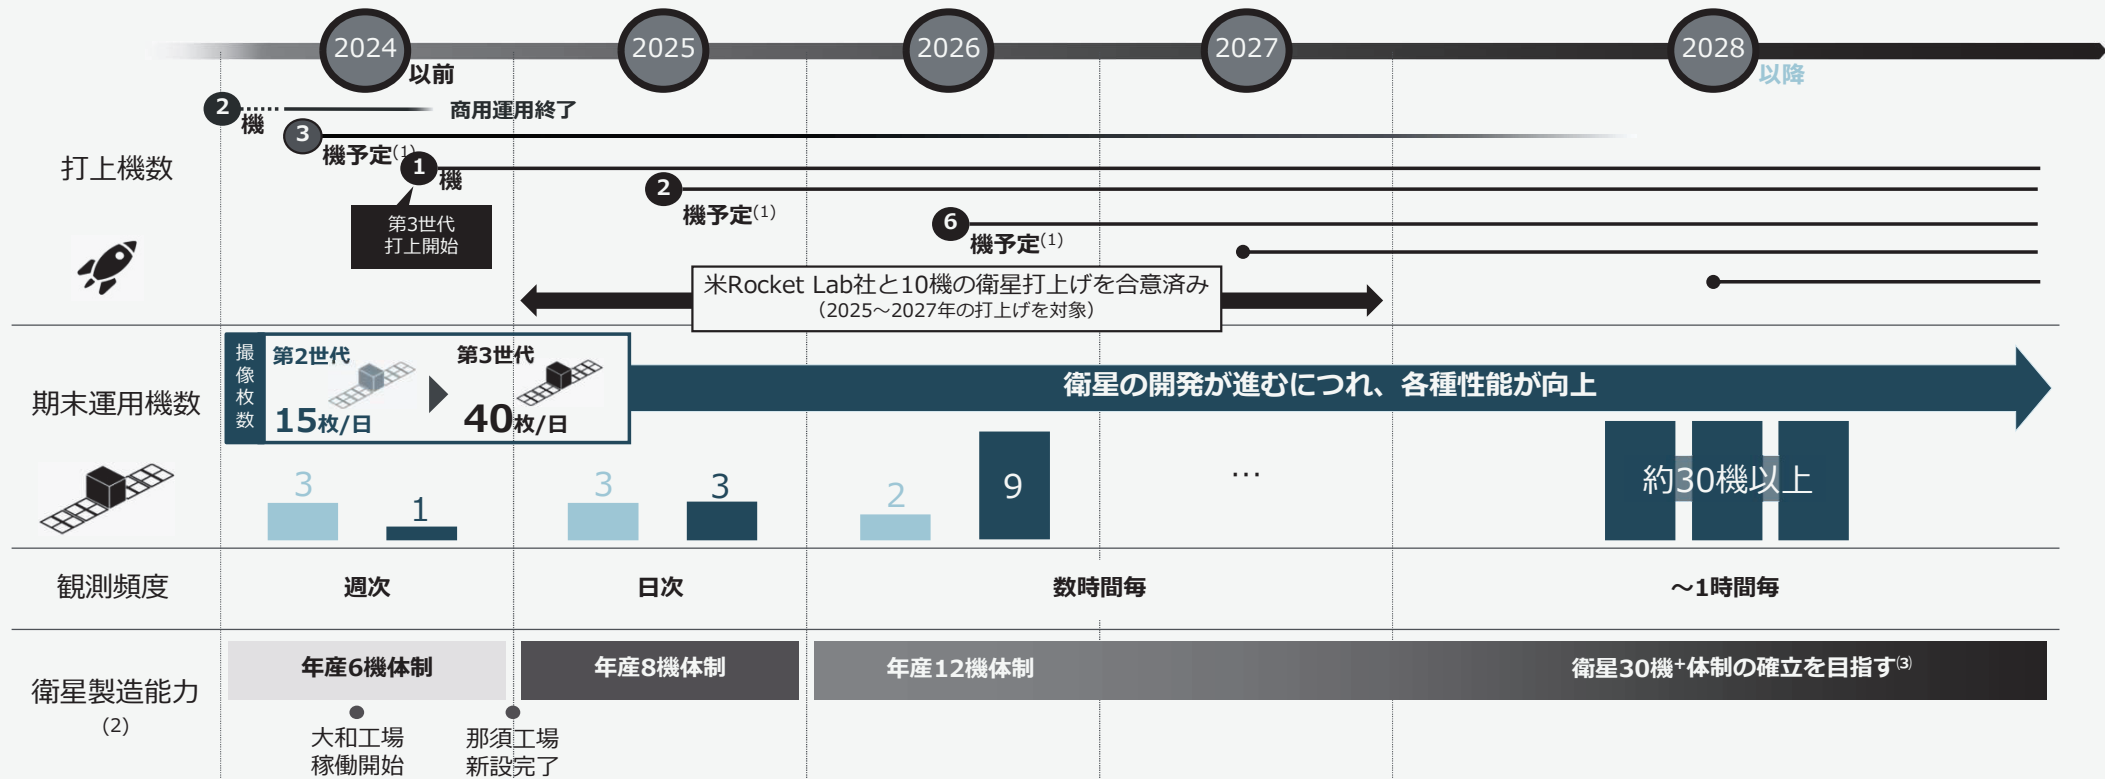 2024
以前
2025
2026
2027
2028
以降
打上機数
2
機
商用運用終了
3
機予定(1)
1
機
第3世代
打上開始
2
機予定(1)
6
機予定(1)
米Rocket Lab社と10機の衛星打上げを合意済み
(2025~2027年の打上げを対象)
期末運用機数
撮像枚数
第2世代
15枚/日
第3世代
40枚/日
衛星の開発が進むにつれ、各種性能が向上
3
1
3
3
2
9
…
約30機以上
観測頻度
週次
日次
数時間毎
~1時間毎
衛星製造能力
(2)
年産6機体制
年産8機体制
年産12機体制
衛星30機+体制の確立を目指す(3)
大和工場
稼働開始
那須工場
新設完了